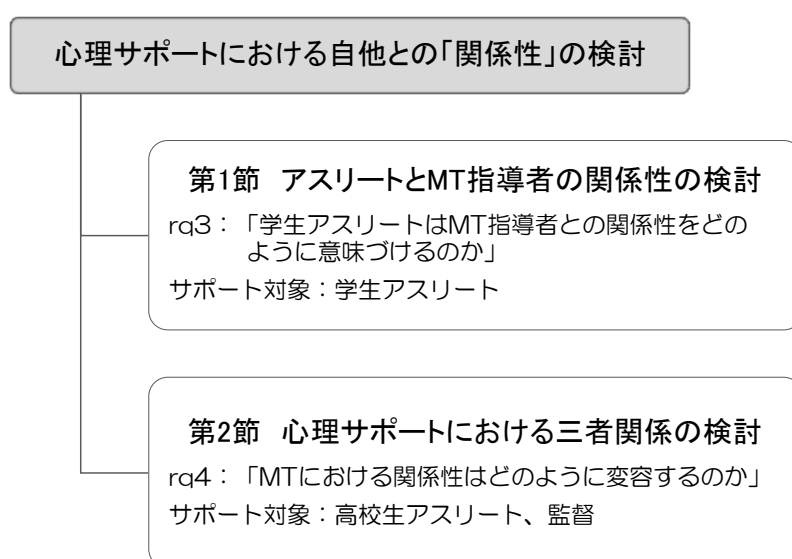 心理サポートにおける自他との「関係性」の検討
第1節　アスリートとMT指導者の関係性の検討
rq3：「学生アスリートはMT指導者との関係性をどの
ように意味づけるのか」
サポート対象：学生アスリート
第2節　心理サポートにおける三者関係の検討
rq4：「MTにおける関係性はどのように変容するのか」
サポート対象：高校生アスリート、監督